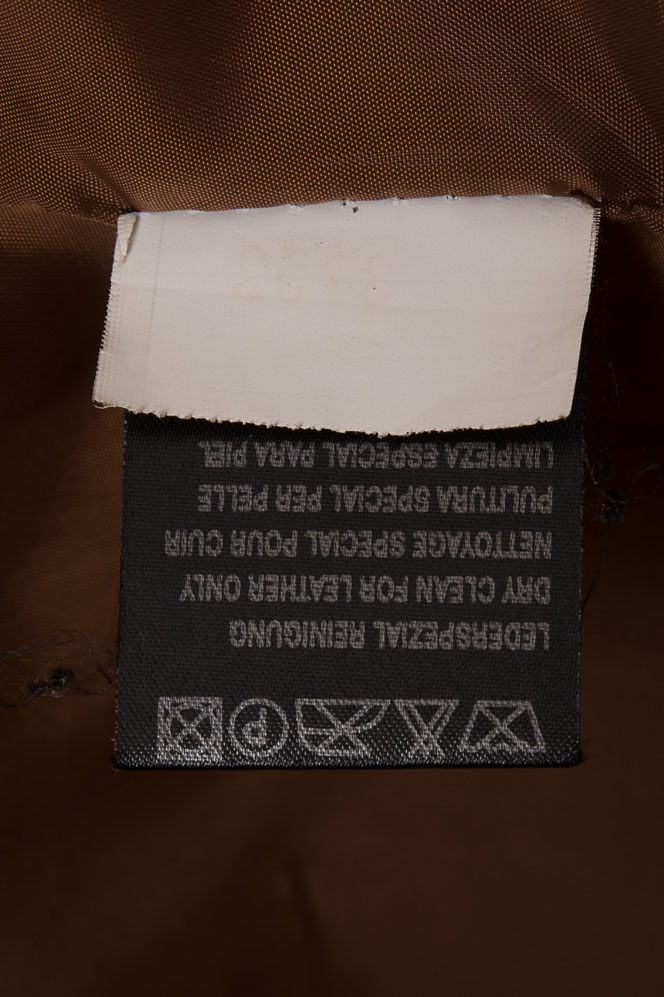 P
LEDERSPEZIAL REINIGUNG
DRY CLEAN FOR LEATHER ONLY
NETTOYAGE SPECIAL POUR CUIR
PULITURA SPECIAL PER PELLE
LIMPIEZA ESPECIAL PARA PIEL